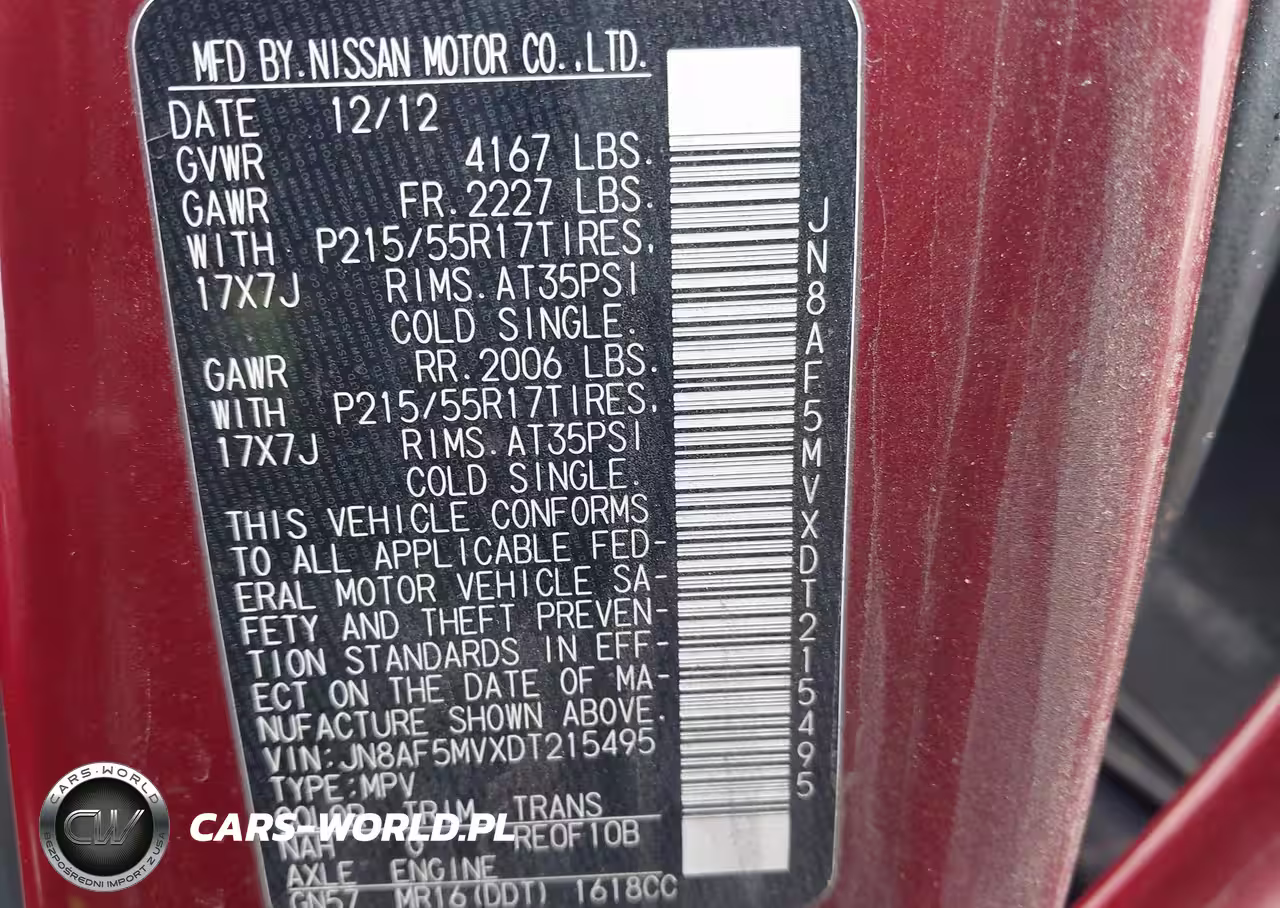 MFD BY.NISSAN MOTOR CO.,LTD.
DATE 12/12
GVWR 4167 LBS.
GAWR FR.2227 LBS.
WITH P215/55R17TIRES,
17X7J RIMS.AT35PSI
COLD SINGLE.
GAWR RR.2006 LBS.
WITH P215/55R17TIRES,
17X7J RIMS.AT35PSI
COLD SINGLE.
THIS VEHICLE CONFORMS
TO ALL APPLICABLE FED-
ERAL MOTOR VEHICLE SA-
FETY AND THEFT PREVEN-
TION STANDARDS IN EFF-
ECT ON THE DATE OF MA-
NUFACTURE SHOWN ABOVE.
VIN:JN8AF5MVXDT215495
TYPE:MPV
COLOR TRIM TRANS
NAH G REOF10B
AXLE ENGINE
GN57 MR16(DDT) 1618CC
JN8AF5MVXDT215495
CARS-WORLD
CW
BEZPOŚREDNI IMPORT Z USA
CARS-WORLD.PL